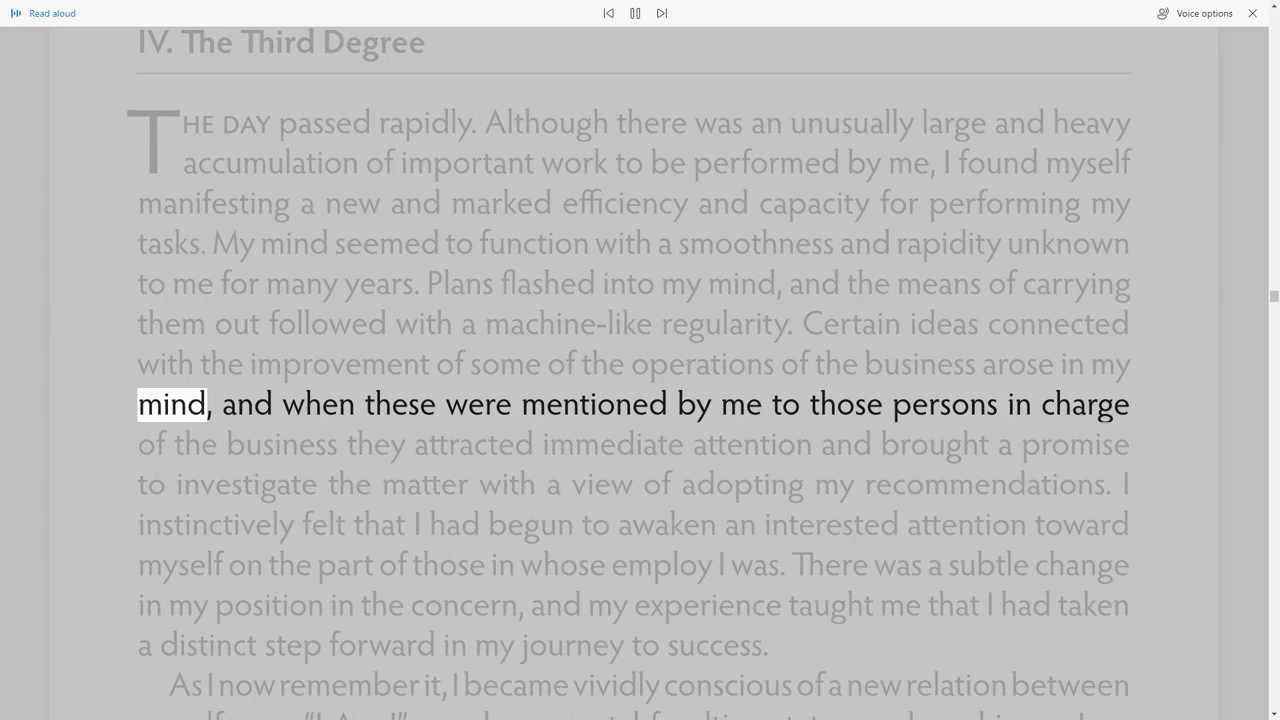 Read aloud
Voice options
IV. The Third Degree
THE DAY passed rapidly. Although there was an unusually large and heavy
accumulation of important work to be performed by me, I found myself
manifesting a new and marked efficiency and capacity for performing my
tasks. My mind seemed to function with a smoothness and rapidity unknown
to me for many years. Plans flashed into my mind, and the means of carrying
them out followed with a machine-like regularity. Certain ideas connected
with the improvement of some of the operations of the business arose in my
mind, and when these were mentioned by me to those persons in charge
of the business they attracted immediate attention and brought a promise
to investigate the matter with a view of adopting my recommendations. I
instinctively felt that I had begun to awaken an interested attention toward
myself on the part of those in whose employ I was. There was a subtle change
in my position in the concern, and my experience taught me that I had taken
a distinct step forward in my journey to success.
As I now remember it, I became vividly conscious of a new relation between